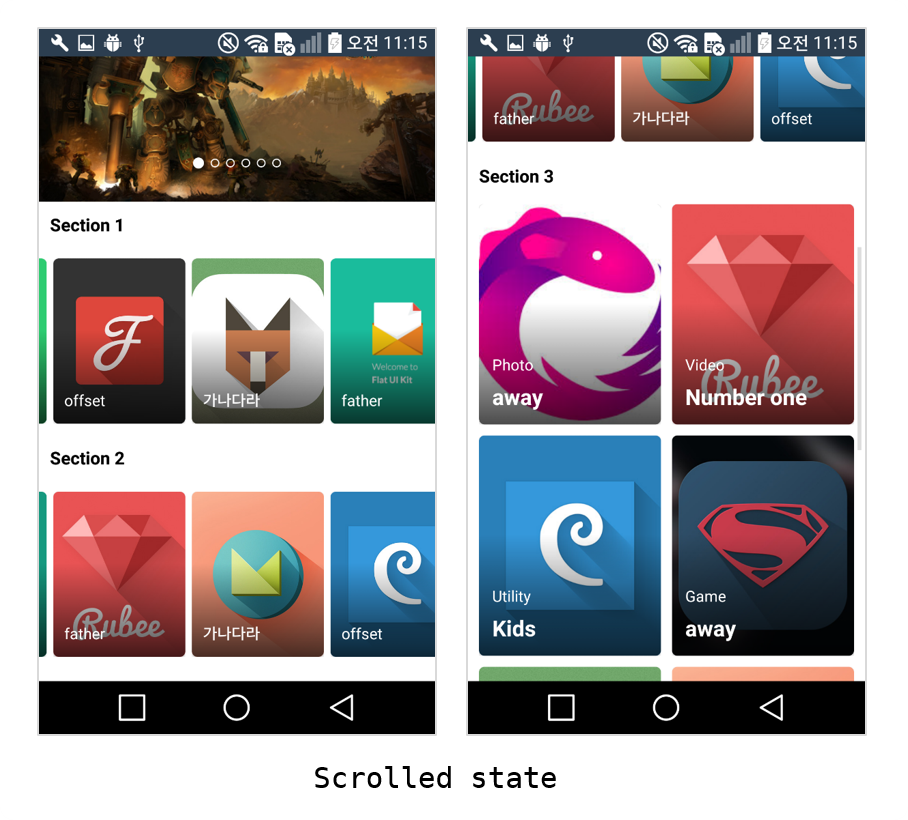 오전 11:15
Section 1
Welcome to
Flat UI Kit
offset
가나다라
father
Section 2
Rubee
father
가나다라
offset
오전 11:15
Rubee
father
가나다라
offset
Section 3
Photo
away
Video
Rubee
Number one
Utility
Kids
Game
away
Scrolled state